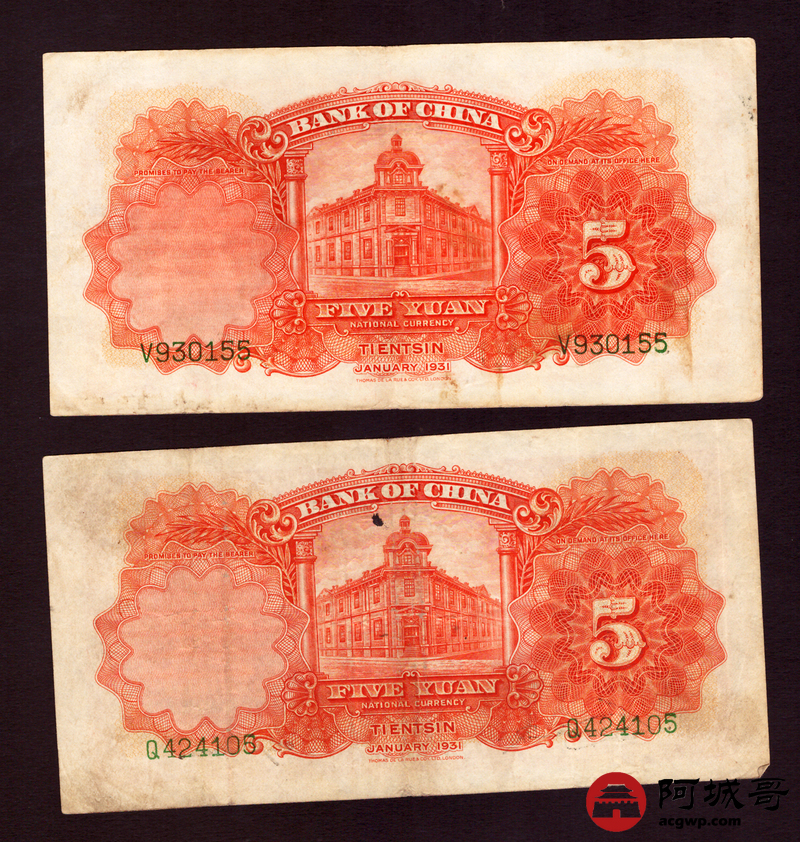 BANK OF CHINA
PROMISES TO PAY THE BEARER
ON DEMAND AT ITS OFFICE HERE
5
FIVE YUAN
NATIONAL CURRENCY
V930155
TIENTSIN
V930155
JANUARY 1931
THOMAS DE LA RUE & COY. LTD. LONDON.
BANK OF CHINA
PROMISES TO PAY THE BEARER
ON DEMAND AT ITS OFFICE HERE
5
FIVE YUAN
NATIONAL CURRENCY
Q424105
TIENTSIN
Q424105
JANUARY 1931
THOMAS DE LA RUE & COY. LTD. LONDON.
阿城哥
acgwp.com